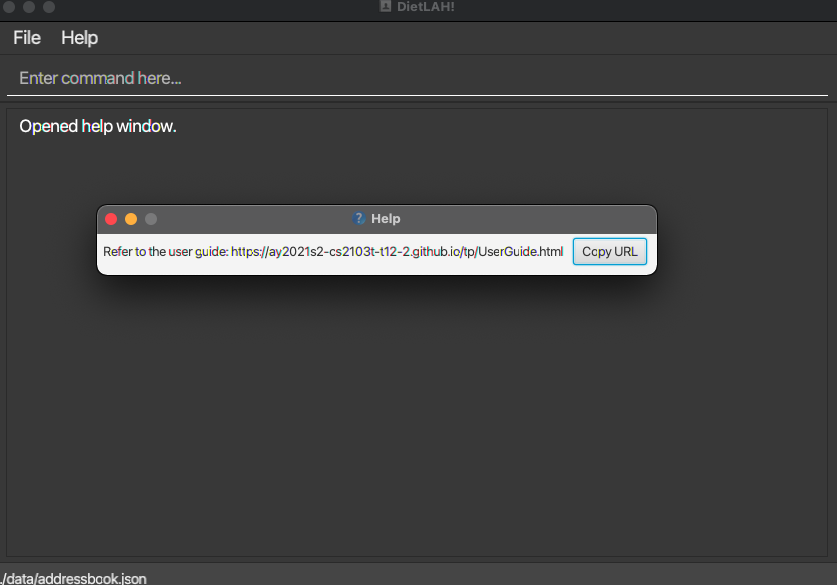 DietLAH!
File Help
Enter command here...
Opened help window.
Help
Refer to the user guide: https://ay2021s2-cs2103t-t12-2.github.io/tp/UserGuide.html Copy URL
./data/addressbook.json